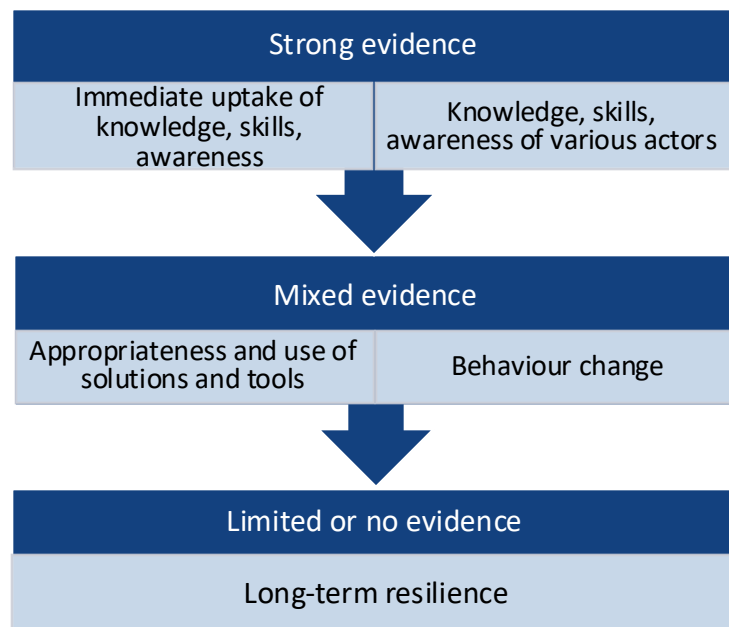 Strong evidence
Immediate uptake of
knowledge, skills,
awareness
Knowledge, skills,
awareness of various actors
Mixed evidence
Appropriateness and use of
solutions and tools
Behaviour change
Limited or no evidence
Long-term resilience